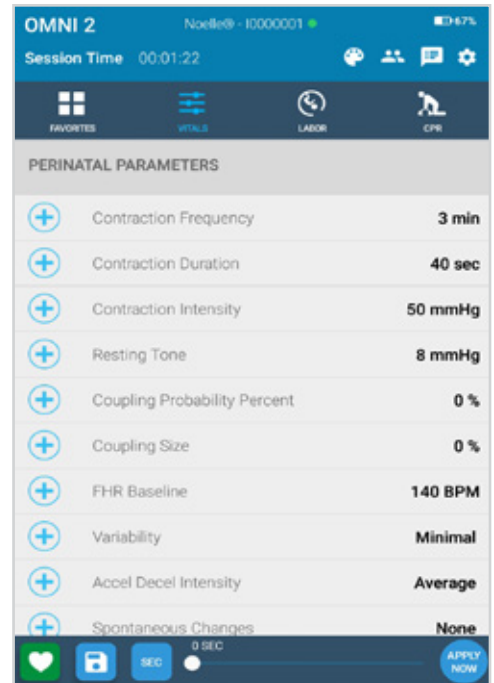 OMNI 2 Noelle® - I0000001 67%
Session Time 00:01:22
FAVORITES VITALS LABOR CPR
PERINATAL PARAMETERS
Contraction Frequency 3 min
Contraction Duration 40 sec
Contraction Intensity 50 mmHg
Resting Tone 8 mmHg
Coupling Probability Percent 0 %
Coupling Size 0 %
FHR Baseline 140 BPM
Variability Minimal
Accel Decel Intensity Average
Spontaneous Changes None
0 SEC
SEC APPLY
NOW